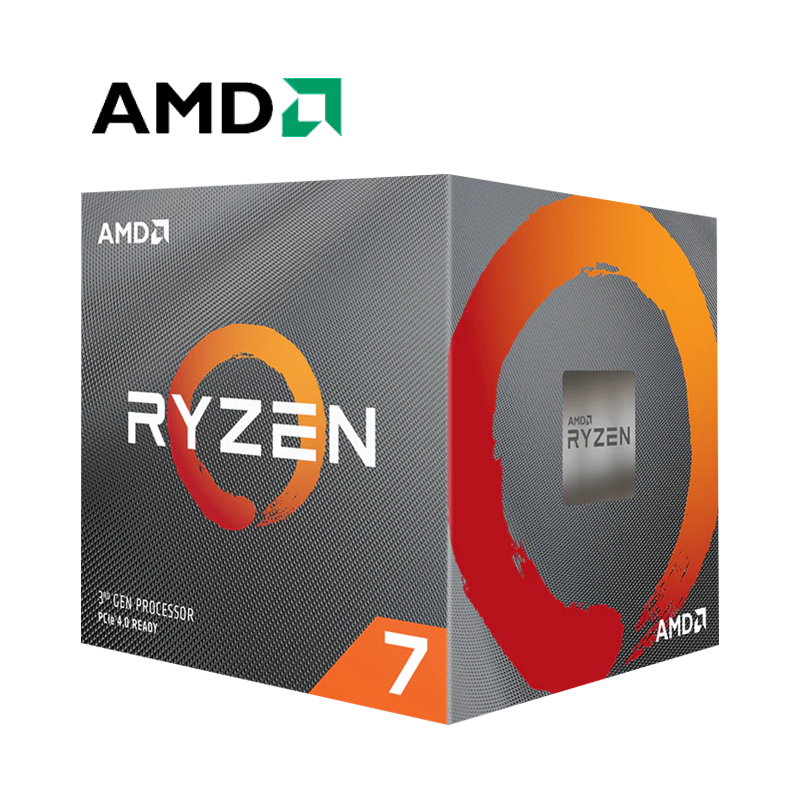 AMD
AMD
RYZEN
3RD GEN PROCESSOR
PCIe 4.0 READY
7
AMD
RYZEN
AMD